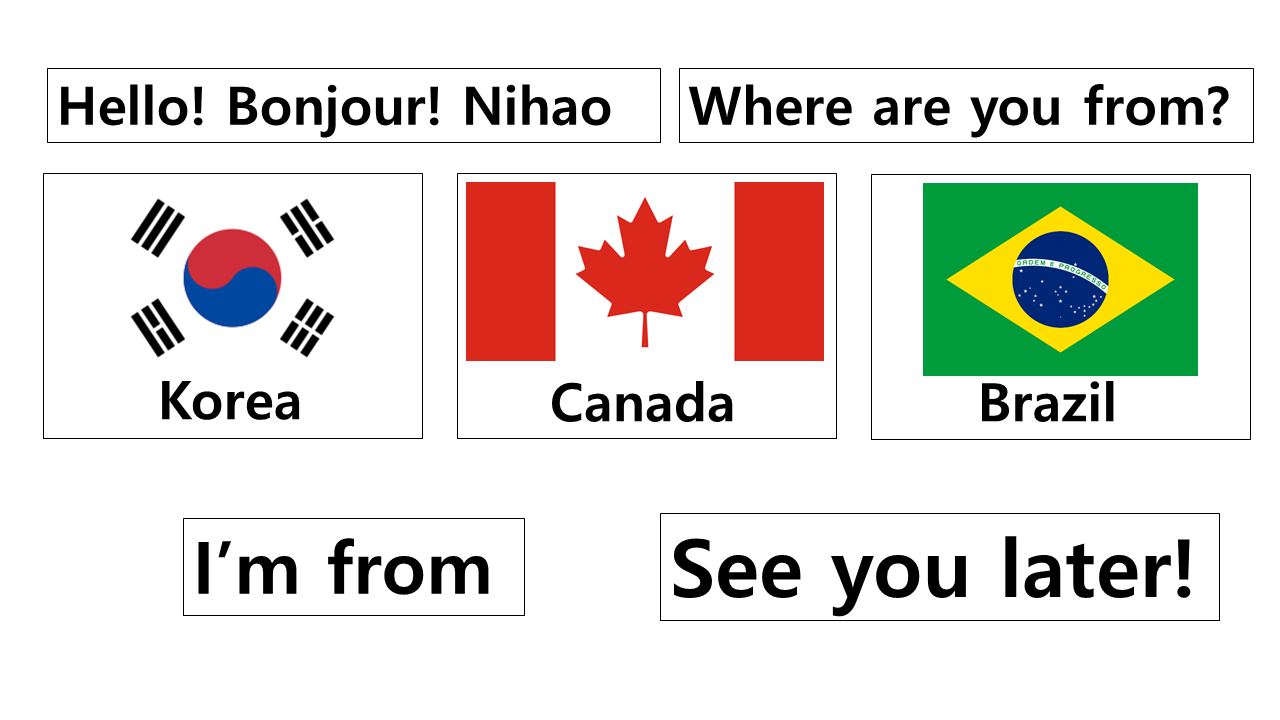 Hello! Bonjour! Nihao
Where are you from?
ORDEM E PROGRESSO
Korea
Canada
Brazil
I’m from
See you later!